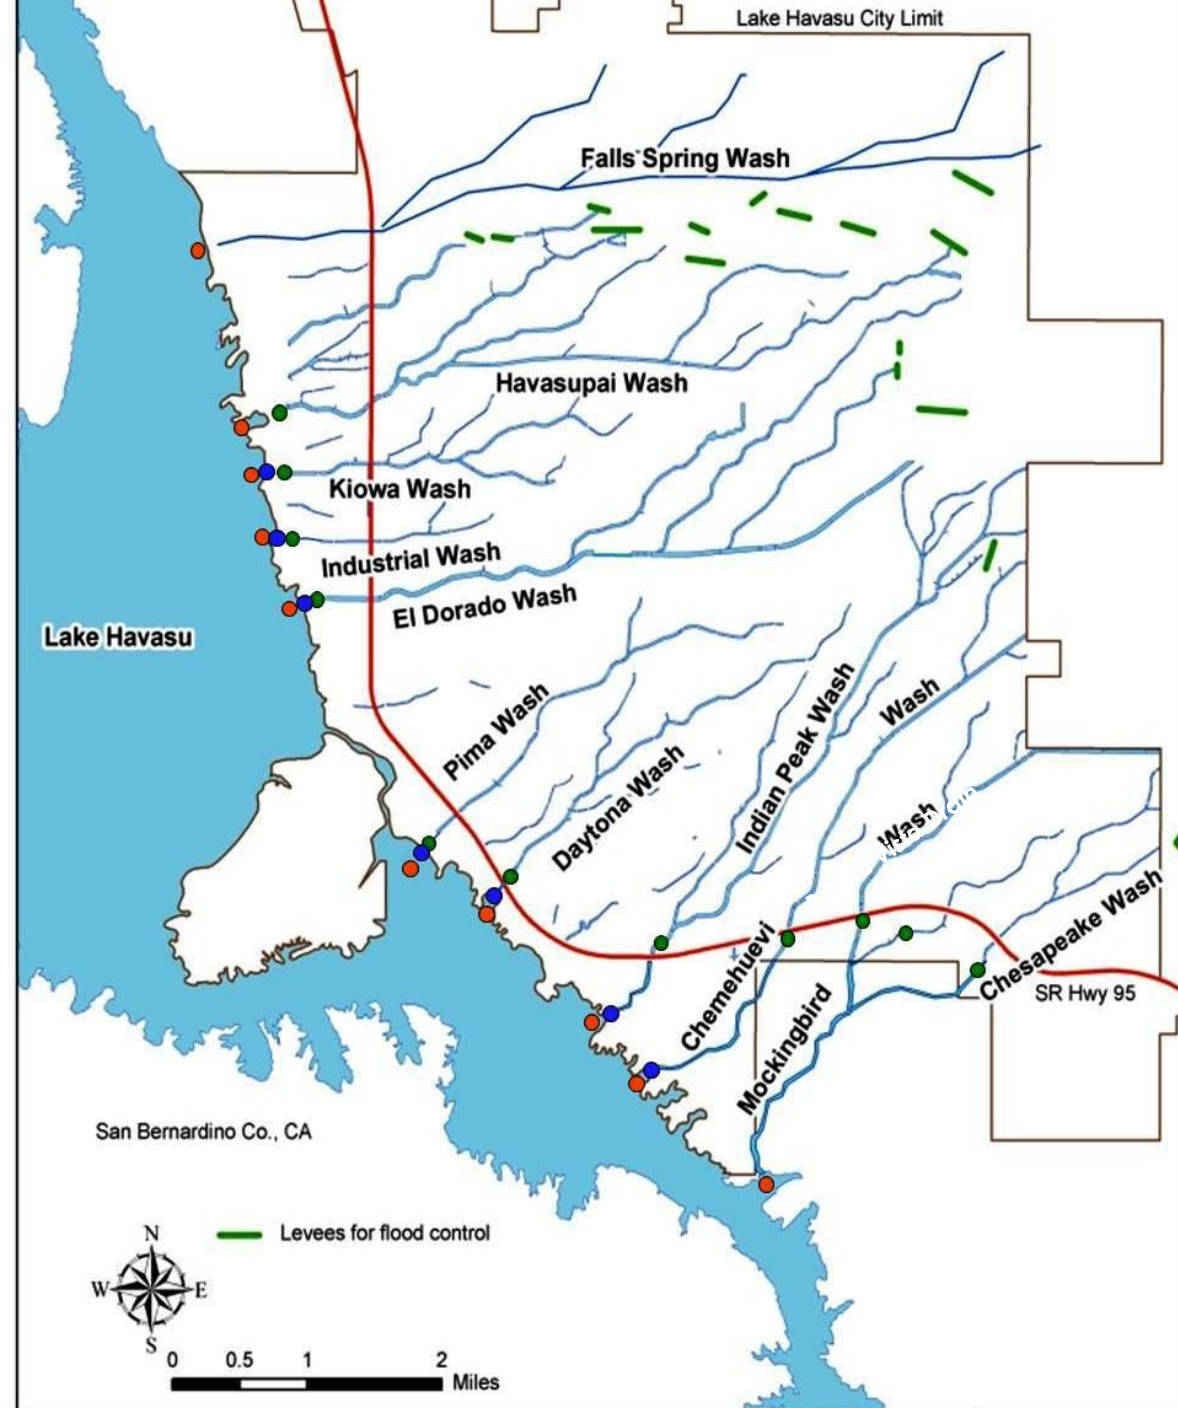 Lake Havasu City Limit
Falls Spring Wash
Havasupai Wash
Kiowa Wash
Industrial Wash
El Dorado Wash
Lake Havasu
Pima Wash
Daytona Wash
Indian Peak Wash
Wash
Wash
Chemehuevi
Mockingbird
Chesapeake Wash
SR Hwy 95
San Bernardino Co., CA
Levees for flood control
N
W
E
S
0 0.5 1 2
Miles